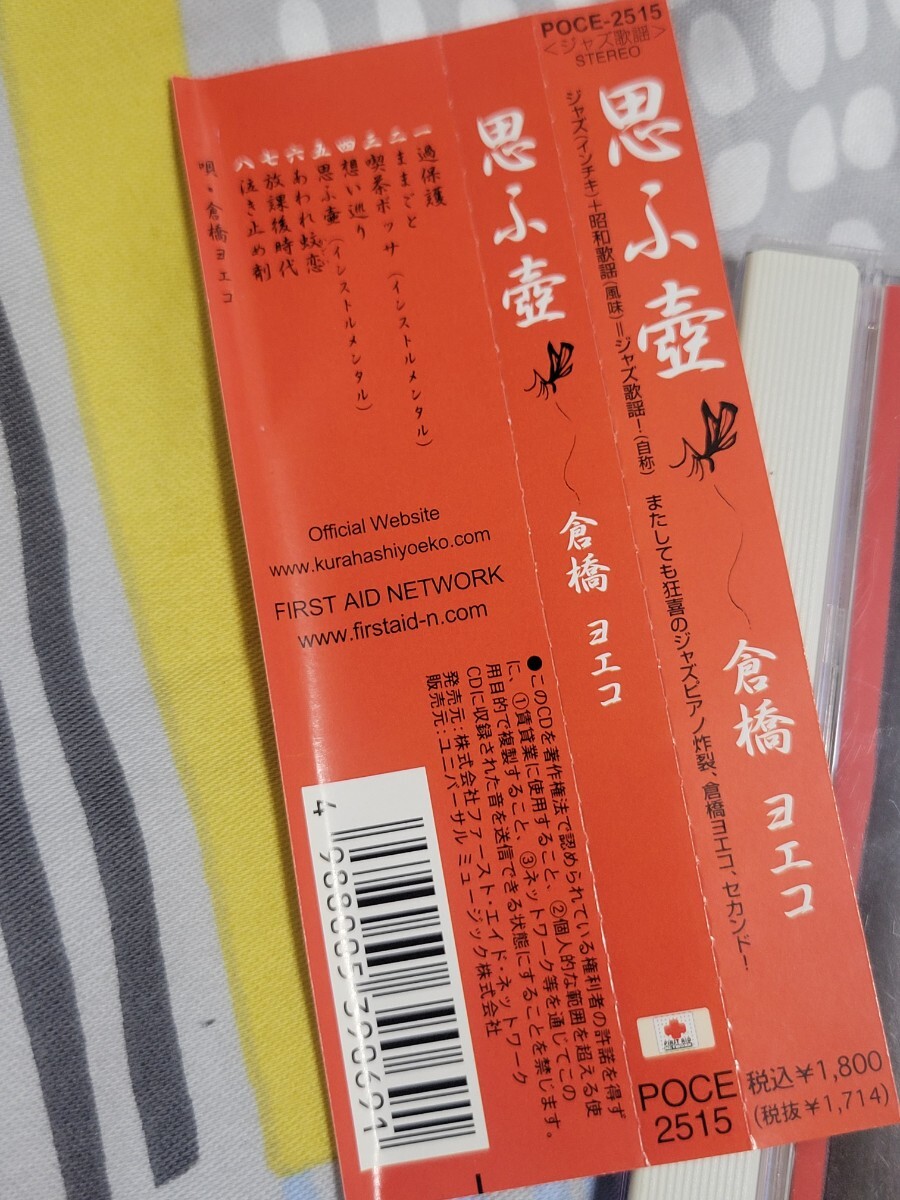 POCE-2515
<ジャズ歌謡>
STEREO
思ふ壺
倉橋 ヨエコ
ジャズ(インチキ)+昭和歌謡(風味)=ジャズ歌謡!(自称) またしても狂喜のジャズピアノ炸裂、倉橋ヨエコ、セカンド!
税込¥1,800
(税抜¥1,714)
思ふ壺
倉橋 ヨエコ
FIRST AID
POCE
2515
一 過保護
二 ままごと
三 喫茶ボッサ (インストルメンタル)
四 想い巡り
五 思ふ壷 (インストルメンタル)
六 あわれ蚊恋
七 放課後時代
八 泣き止め剤
唄・倉橋ヨエコ
Official Website
www.kurahashiyoeko.com
FIRST AID NETWORK
www.firstaid-n.com
●このCDを著作権法で認められている権利者の許諾を得ず
に、①賃貸業に使用すること、②個人的な範囲を超える使
用目的で複製すること、③ネットワーク等を通じてこの
CDに収録された音を送信できる状態にすることを禁じます。
発売元:株式会社ファースト・エイド・ネットワーク
販売元:ユニバーサル ミュージック株式会社
4 988005 390691